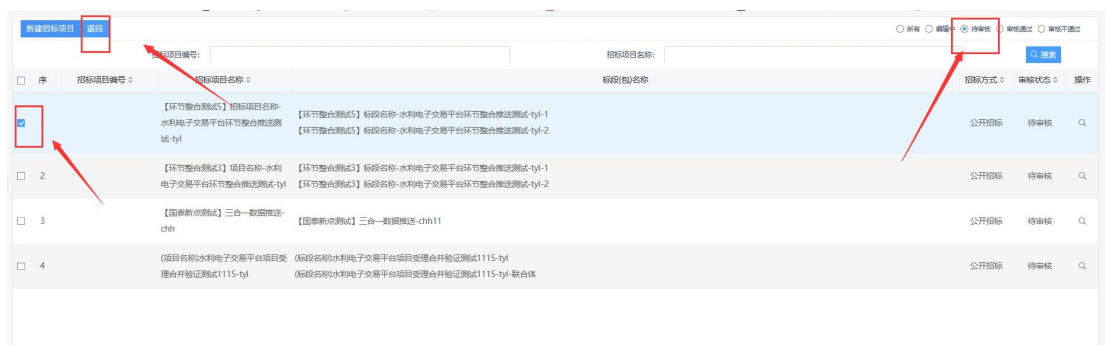 新建招标项目 退回 所有 编辑中 待审核 审核通过 审核不通过
招标项目编号： 招标项目名称： 搜索
序 招标项目编号 招标项目名称 标段(包)名称 招标方式 审核状态 操作
【环节整合测试5】招标项目名称-
水利电子交易平台环节整合推送测
试-tyl
【环节整合测试5】标段名称-水利电子交易平台环节整合推送测试-tyl-1
【环节整合测试5】标段名称-水利电子交易平台环节整合推送测试-tyl-2
公开招标 待审核
2
【环节整合测试3】项目名称-水利
电子交易平台环节整合推送测试-tyl
【环节整合测试3】标段名称-水利电子交易平台环节整合推送测试-tyl-1
【环节整合测试3】标段名称-水利电子交易平台环节整合推送测试-tyl-2
公开招标 待审核
3
【国泰新点测试】三合一数据推送-
chh
【国泰新点测试】三合一数据推送-chh11
公开招标 待审核
4
(项目名称)水利电子交易平台项目受
理合并验证测试1115-tyl
(标段名称)水利电子交易平台项目受理合并验证测试1115-tyl
(标段名称)水利电子交易平台项目受理合并验证测试1115-tyl-联合体
公开招标 待审核